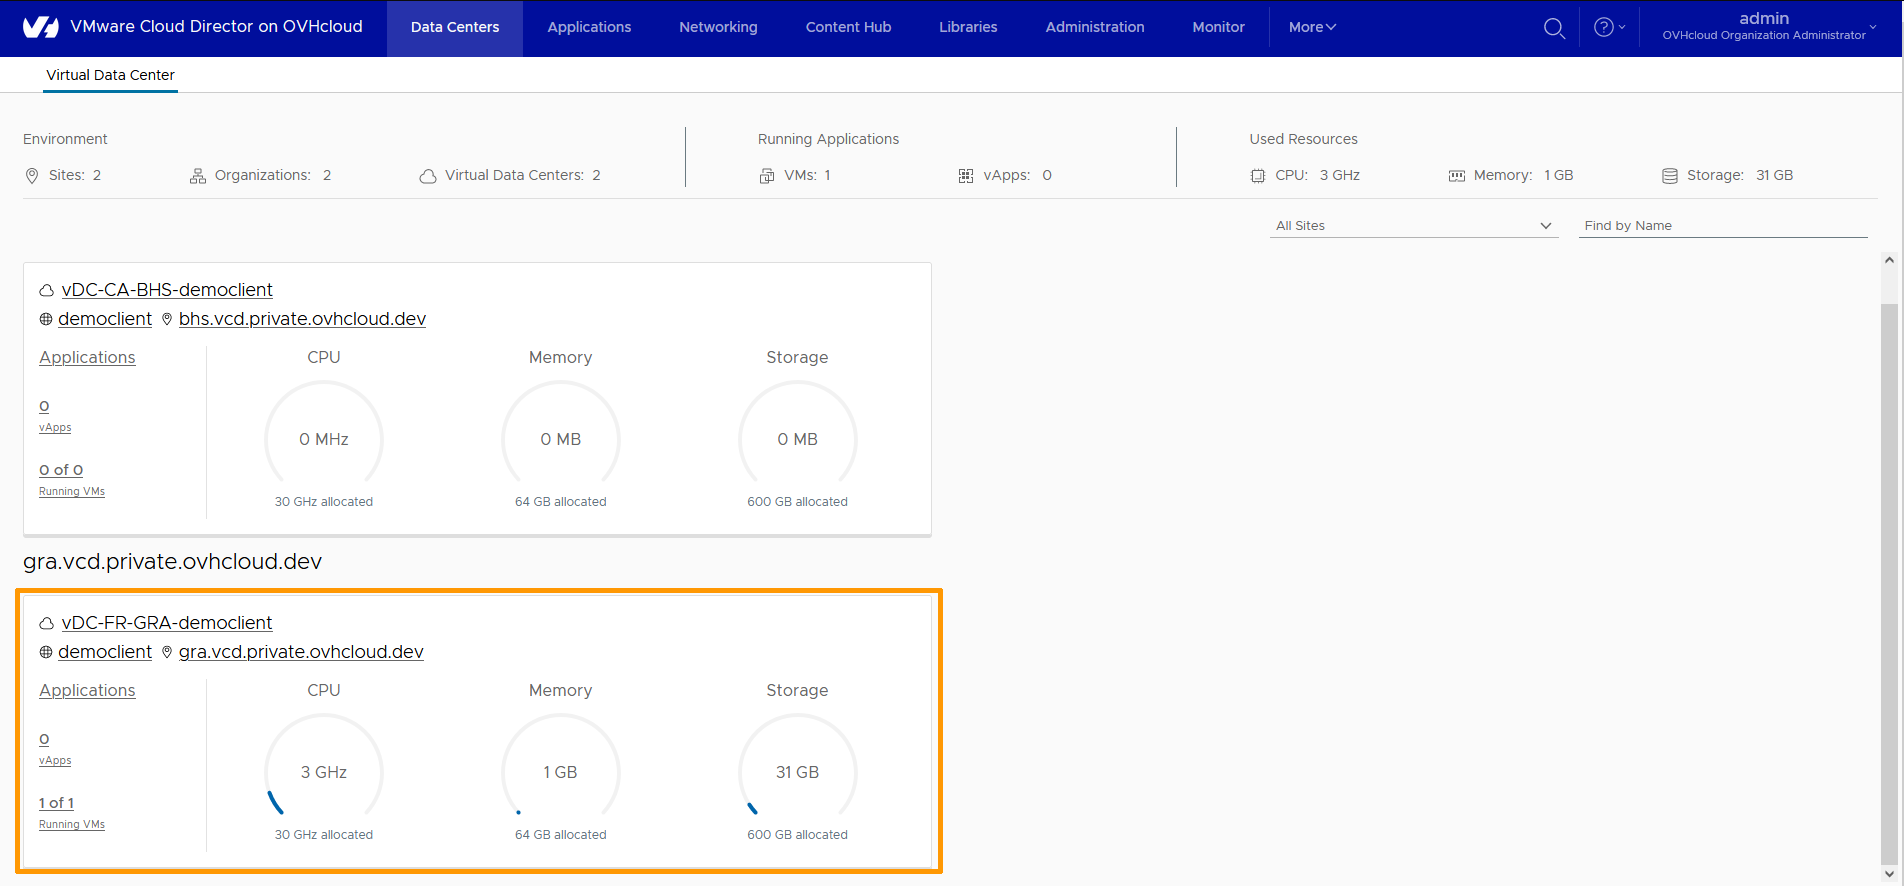 VMware Cloud Director on OVHcloud
Data Centers
Applications
Networking
Content Hub
Libraries
Administration
Monitor
More
admin
OVHcloud Organization Administrator
Virtual Data Center
Environment
Sites: 2
Organizations: 2
Virtual Data Centers: 2
Running Applications
VMs: 1
vApps: 0
Used Resources
CPU: 3 GHz
Memory: 1 GB
Storage: 31 GB
All Sites
Find by Name
vDC-CA-BHS-democlient
democlient bhs.vcd.private.ovhcloud.dev
Applications
0
vApps
0 of 0
Running VMs
CPU
0 MHz
30 GHz allocated
Memory
0 MB
64 GB allocated
Storage
0 MB
600 GB allocated
gra.vcd.private.ovhcloud.dev
vDC-FR-GRA-democlient
democlient gra.vcd.private.ovhcloud.dev
Applications
0
vApps
1 of 1
Running VMs
CPU
3 GHz
30 GHz allocated
Memory
1 GB
64 GB allocated
Storage
31 GB
600 GB allocated